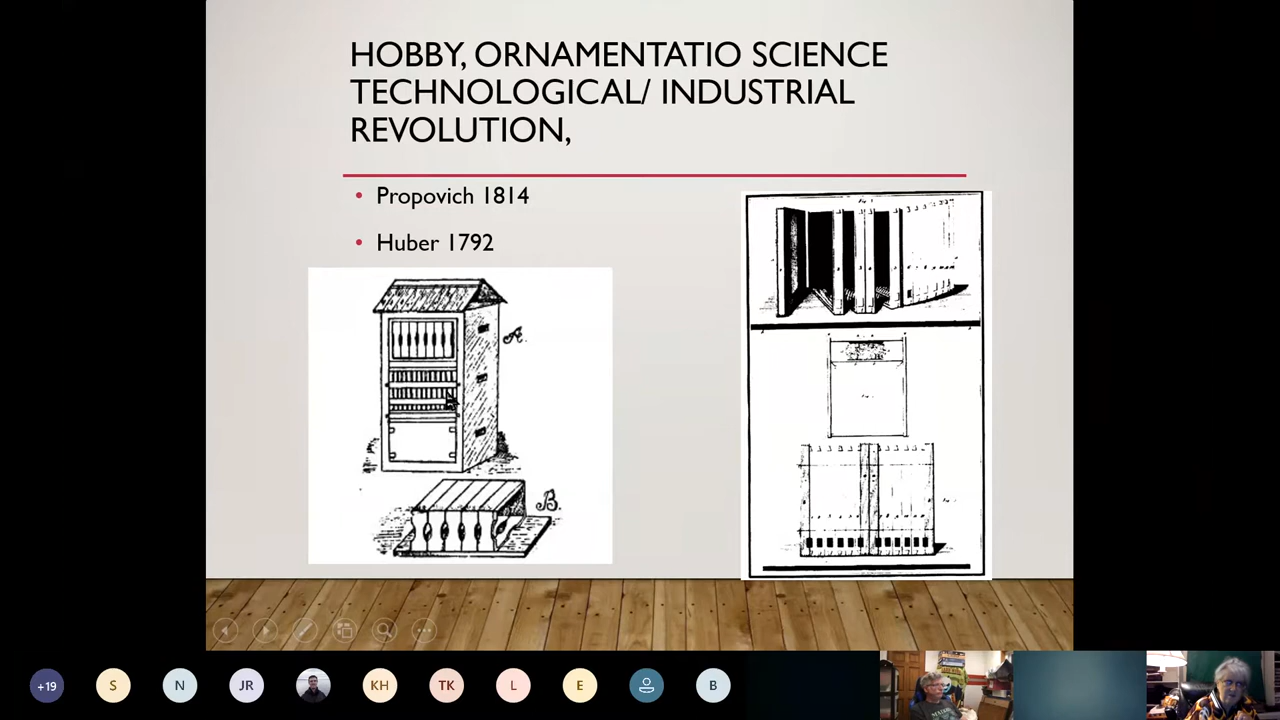 HOBBY, ORNAMENTATIO SCIENCE
TECHNOLOGICAL/ INDUSTRIAL
REVOLUTION,
• Propovich 1814
• Huber 1792
A.
B.
+19
S
N
JR
KH
TK
L
E
B